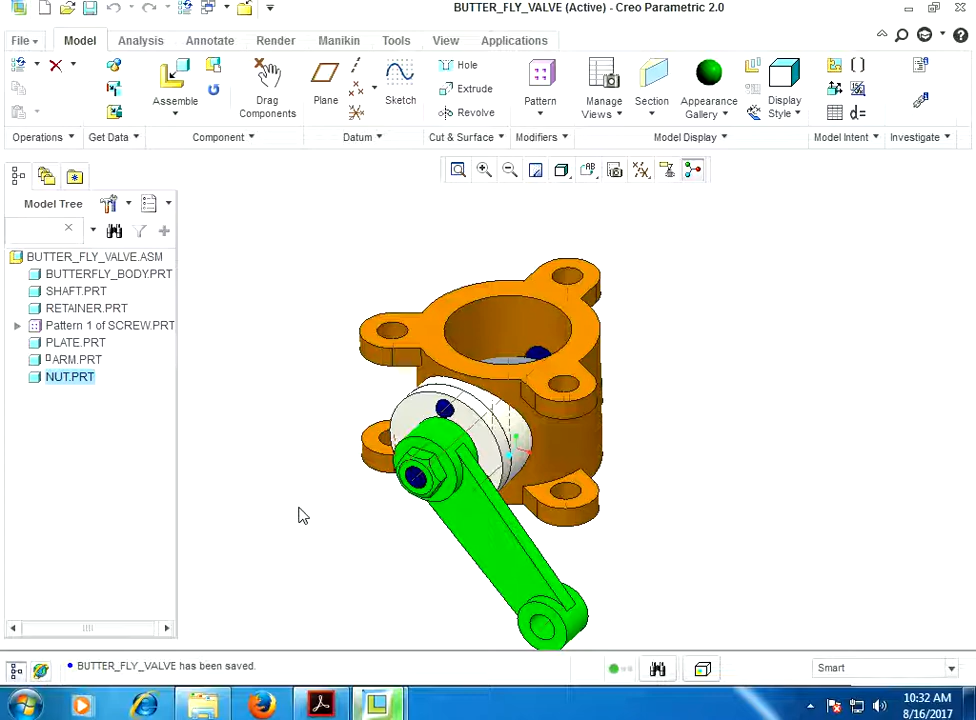 BUTTER_FLY_VALVE (Active) - Creo Parametric 2.0
File Model Analysis Annotate Render Manikin Tools View Applications
Assemble
Drag Components
Plane
Sketch
Hole
Extrude
Revolve
Pattern
Manage Views
Section
Appearance Gallery
Display Style
Operations Get Data Component Datum Cut & Surface Modifiers Model Display Model Intent Investigate
Model Tree
BUTTER_FLY_VALVE.ASM
BUTTERFLY_BODY.PRT
SHAFT.PRT
RETAINER.PRT
Pattern 1 of SCREW.PRT
PLATE.PRT
ARM.PRT
NUT.PRT
BUTTER_FLY_VALVE has been saved.
Smart
10:32 AM
8/16/2017